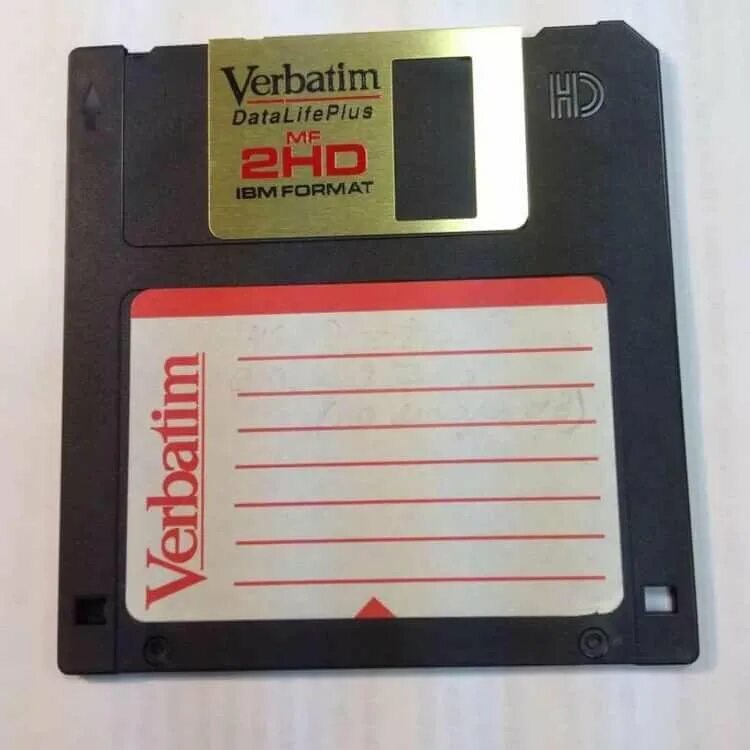 Verbatim
DataLifePlus
MF
2HD
IBM FORMAT
HD
Verbatim